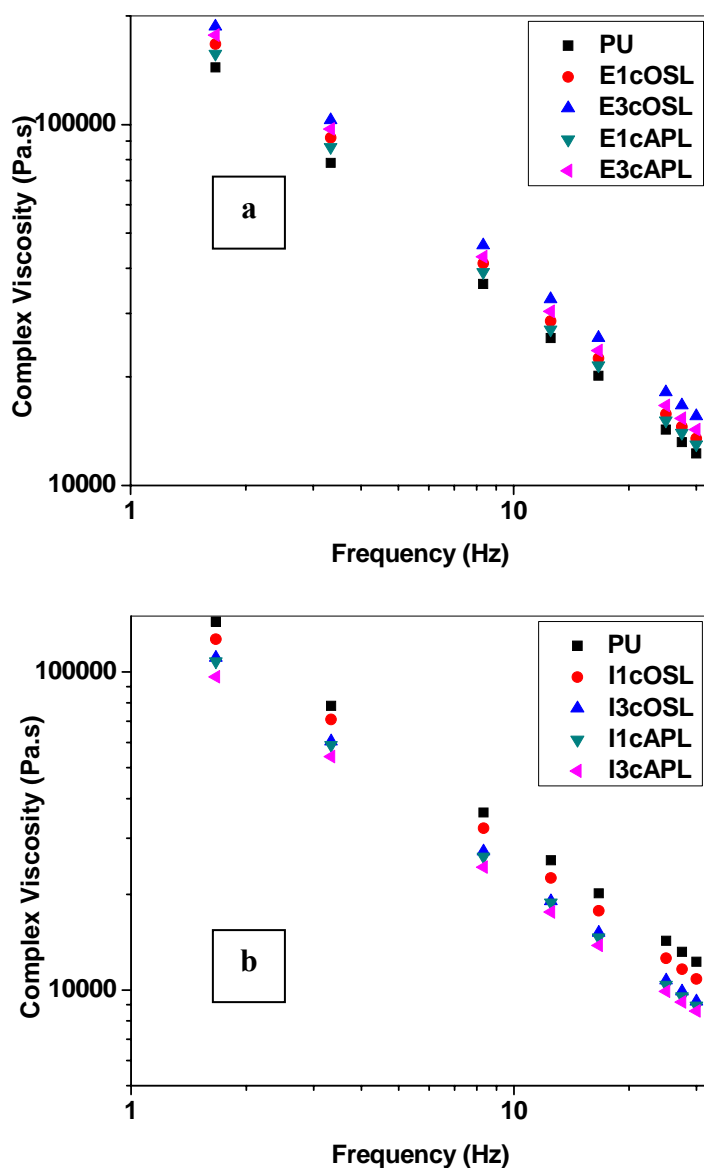 PU
E1cOSL
E3cOSL
E1cAPL
E3cAPL
100000
a
Complex Viscosity (Pa.s)
10000
1
10
Frequency (Hz)
PU
I1cOSL
I3cOSL
I1cAPL
I3cAPL
100000
Complex Viscosity (Pa.s)
b
10000
1
10
Frequency (Hz)